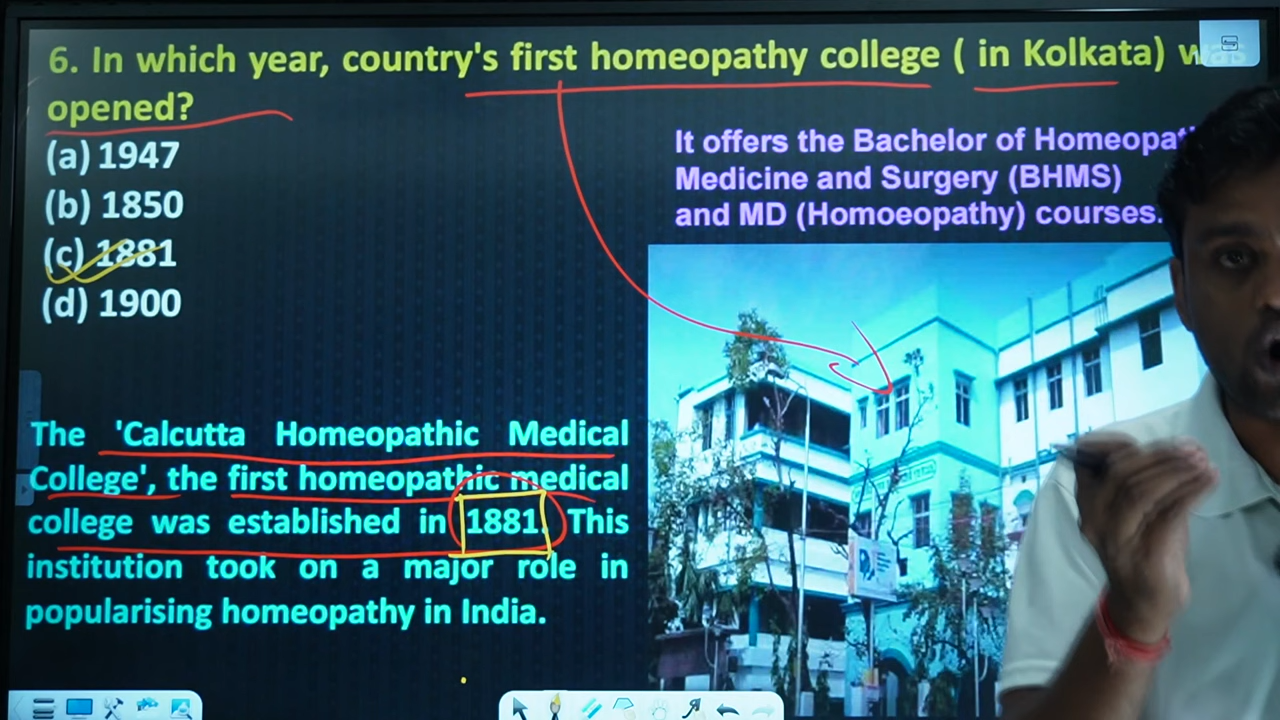 6. In which year, country's first homeopathy college ( in Kolkata) was
opened?
(a) 1947
(b) 1850
(c) 1881
(d) 1900
It offers the Bachelor of Homeopati
Medicine and Surgery (BHMS)
and MD (Homoeopathy) courses.
The 'Calcutta Homeopathic Medical
College', the first homeopathic medical
college was established in 1881. This
institution took on a major role in
popularising homeopathy in India.